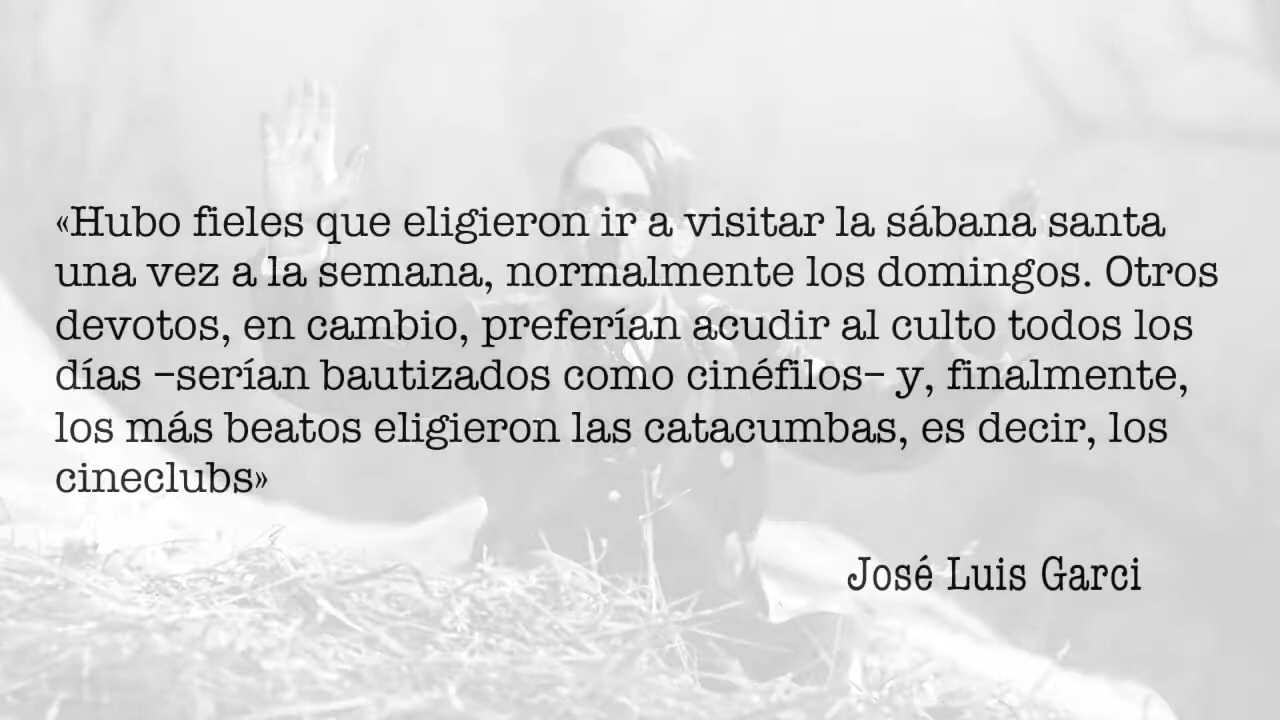 «Hubo fieles que eligieron ir a visitar la sábana santa
una vez a la semana, normalmente los domingos. Otros
devotos, en cambio, preferían acudir al culto todos los
días –serían bautizados como cinéfilos– y, finalmente,
los más beatos eligieron las catacumbas, es decir, los
cineclubs»
José Luis Garci